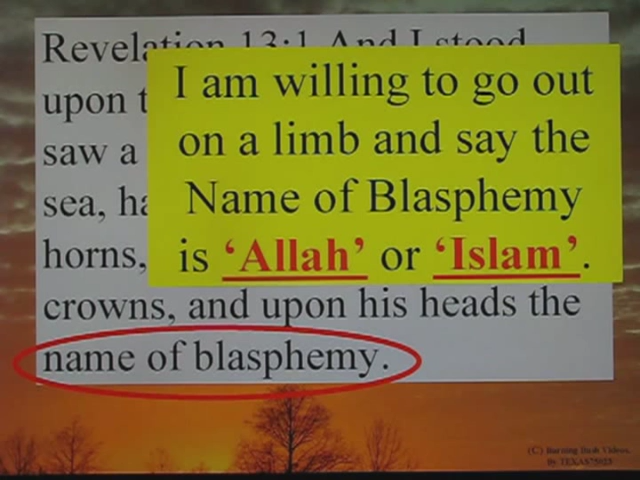 Revelation 13:1 And I stood
upon t
saw a
sea, ha
horns,
crowns, and upon his heads the
name of blasphemy.
I am willing to go out
on a limb and say the
Name of Blasphemy
is ‘Allah’ or ‘Islam’.
(C) Burning Bush Videos.
By TEXAS75025